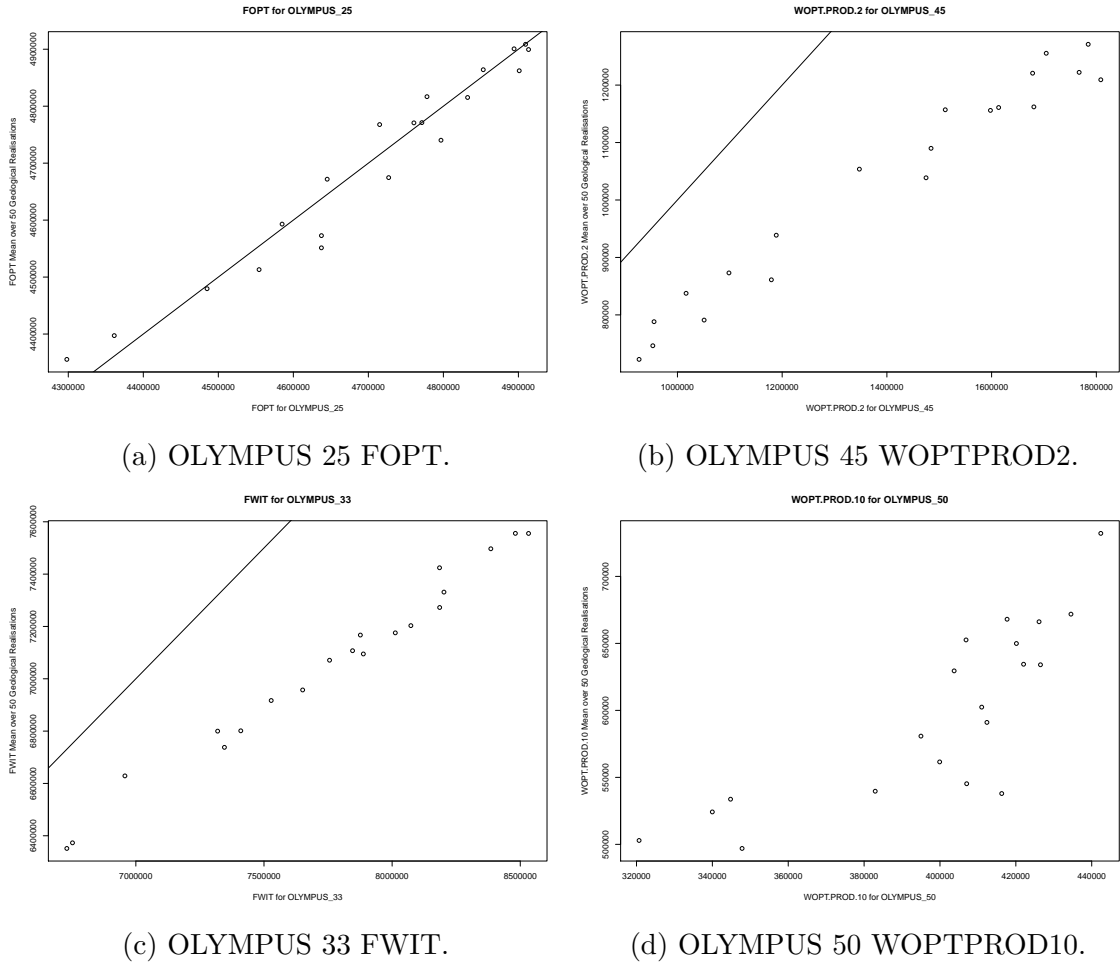 FOPT for OLYMPUS_25
FOPT Mean over 50 Geological Realisations
4900000
4800000
4700000
4600000
4500000
4400000
4300000 4400000 4500000 4600000 4700000 4800000 4900000
FOPT for OLYMPUS_25
(a) OLYMPUS 25 FOPT.
WOPT.PROD.2 for OLYMPUS_45
WOPT.PROD.2 Mean over 50 Geological Realisations
1200000
1100000
1000000
900000
800000
1000000 1200000 1400000 1600000 1800000
WOPT.PROD.2 for OLYMPUS_45
(b) OLYMPUS 45 WOPTPROD2.
FWIT for OLYMPUS_33
FWIT Mean over 50 Geological Realisations
7600000
7400000
7200000
7000000
6800000
6600000
6400000
7000000 7500000 8000000 8500000
FWIT for OLYMPUS_33
(c) OLYMPUS 33 FWIT.
WOPT.PROD.10 for OLYMPUS_50
WOPT.PROD.10 Mean over 50 Geological Realisations
700000
650000
600000
550000
500000
320000 340000 360000 380000 400000 420000 440000
WOPT.PROD.10 for OLYMPUS_50
(d) OLYMPUS 50 WOPTPROD10.